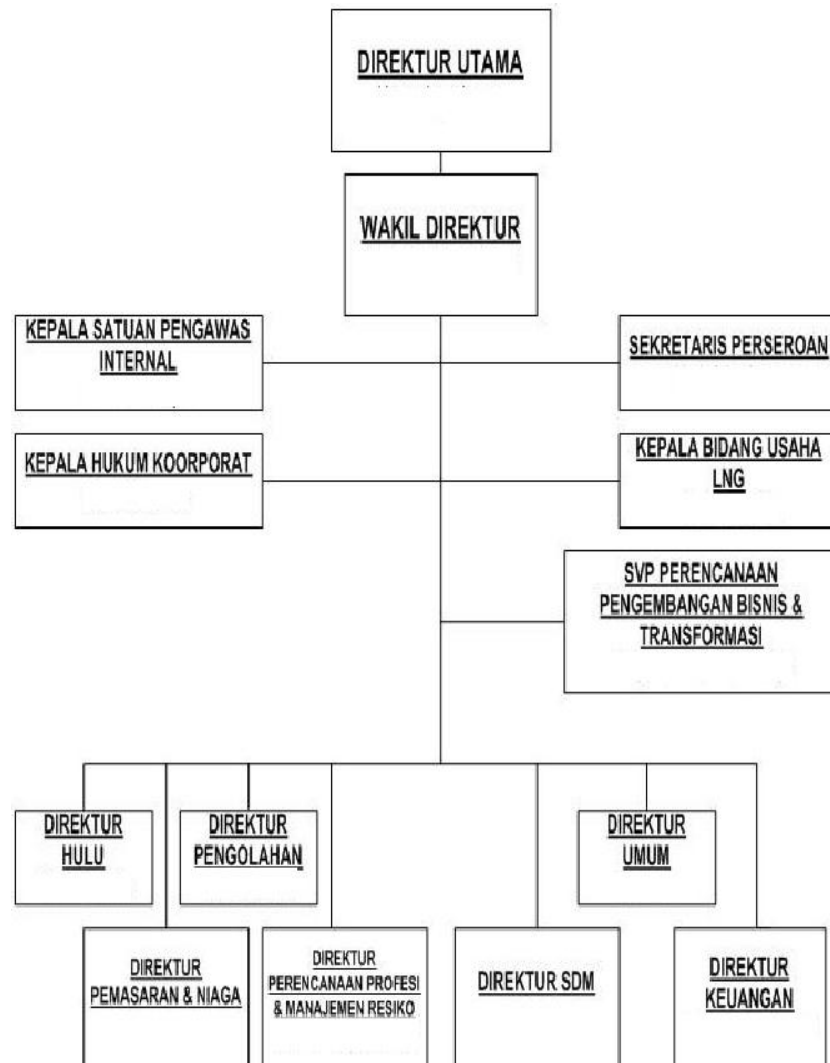 DIREKTUR UTAMA
WAKIL DIREKTUR
KEPALA SATUAN PENGAWAS
INTERNAL
SEKRETARIS PERSEROAN
KEPALA HUKUM KOORPORAT
KEPALA BIDANG USAHA
LNG
SVP PERENCANAAN
PENGEMBANGAN BISNIS &
TRANSFORMASI
DIREKTUR
HULU
DIREKTUR
PENGOLAHAN
DIREKTUR
UMUM
DIREKTUR
PEMASARAN & NIAGA
DIREKTUR
PERENCANAAN PROFESI
& MANAJEMEN RESIKO
DIREKTUR SDM
DIREKTUR
KEUANGAN